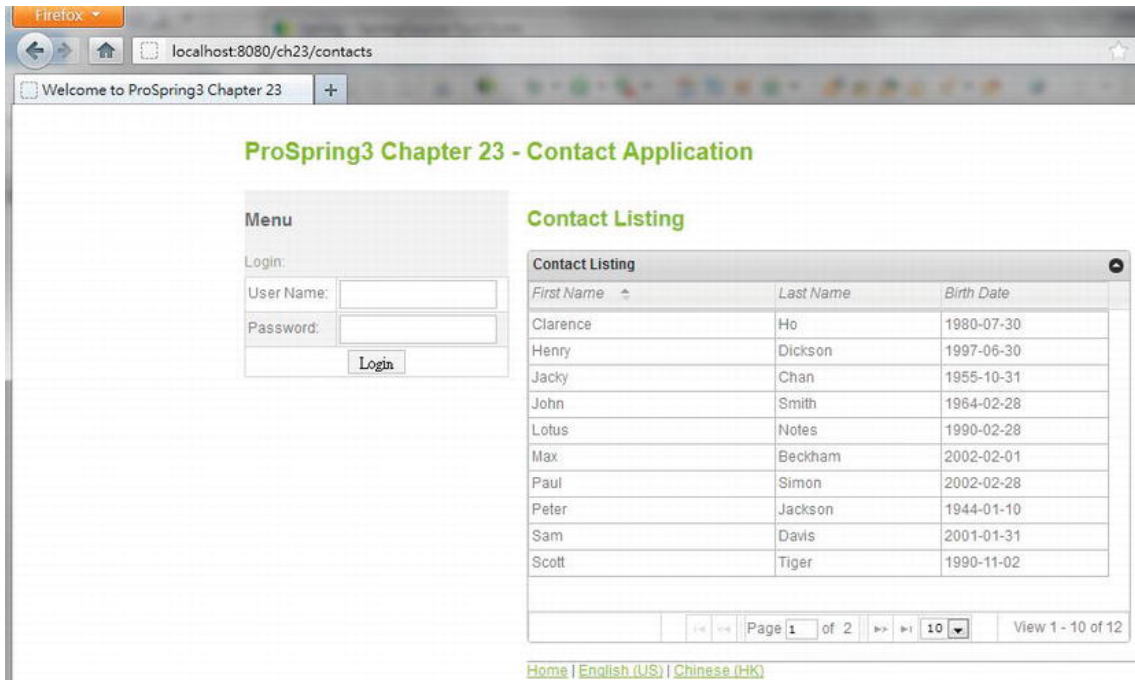 Firefox
localhost:8080/ch23/contacts
Welcome to ProSpring3 Chapter 23 +
ProSpring3 Chapter 23 - Contact Application
Menu
Login:
User Name:
Password:
Login
Contact Listing
Contact Listing
First Name Last Name Birth Date
Clarence Ho 1980-07-30
Henry Dickson 1997-06-30
Jacky Chan 1955-10-31
John Smith 1964-02-28
Lotus Notes 1990-02-28
Max Beckham 2002-02-01
Paul Simon 2002-02-28
Peter Jackson 1944-01-10
Sam Davis 2001-01-31
Scott Tiger 1990-11-02
Page 1 of 2 10 View 1 - 10 of 12
Home | English (US) | Chinese (HK)